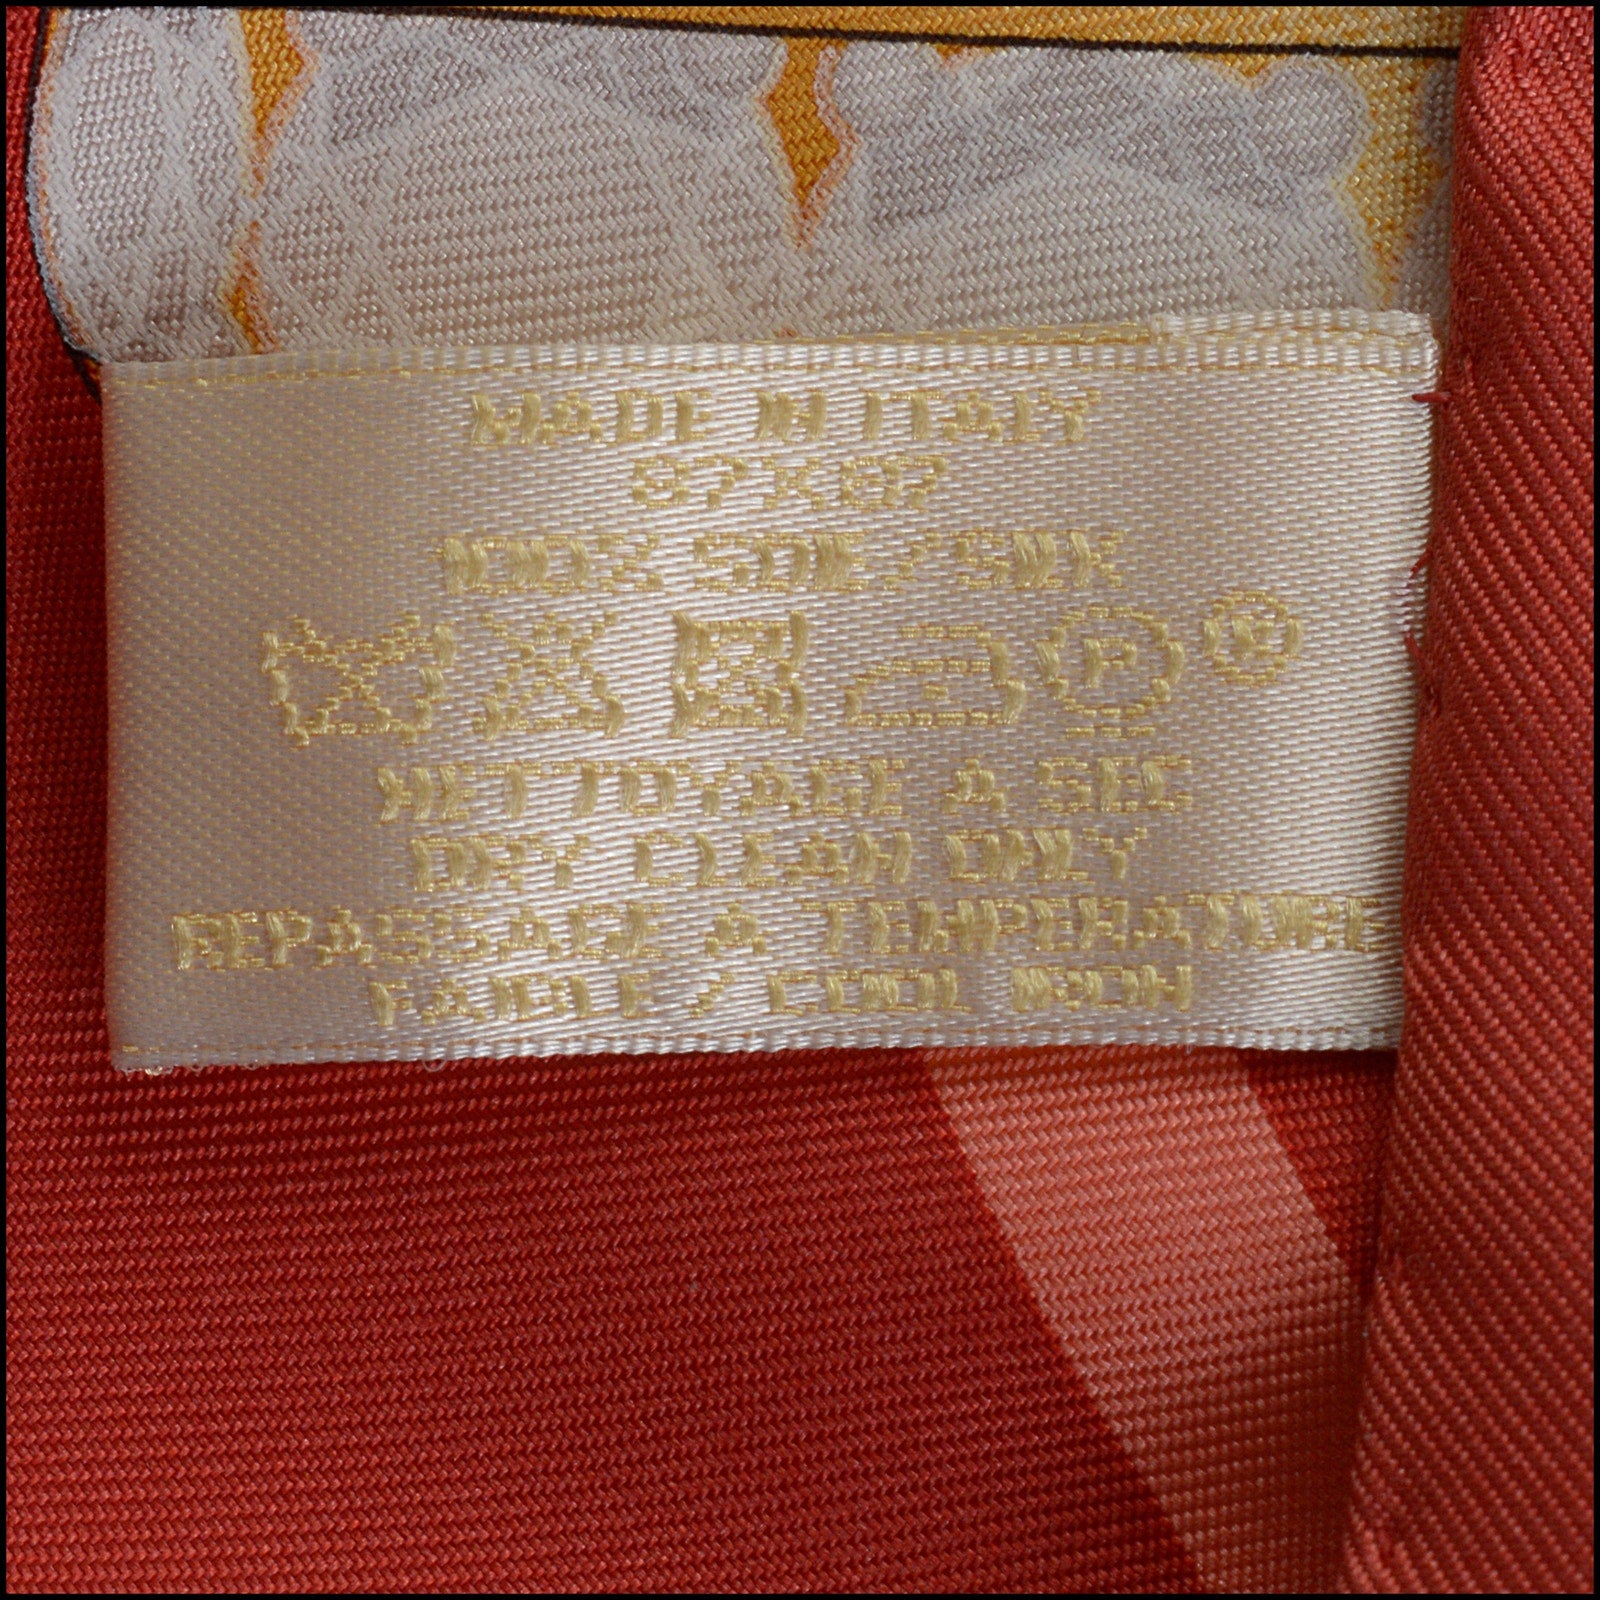 MADE IN ITALY
87X87
100% SOIE / SILK
P ®
NETTOYAGE A SEC
DRY CLEAN ONLY
REPASSAGE A TEMPERATURE
FAIBLE / COOL IRON